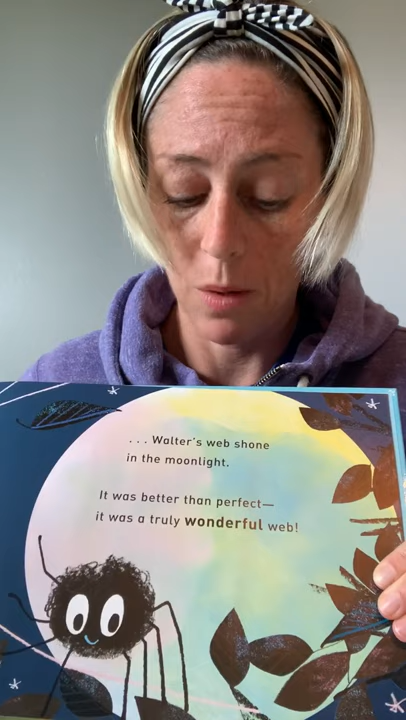 . . . Walter's web shone
in the moonlight.
It was better than perfect—
it was a truly wonderful web!